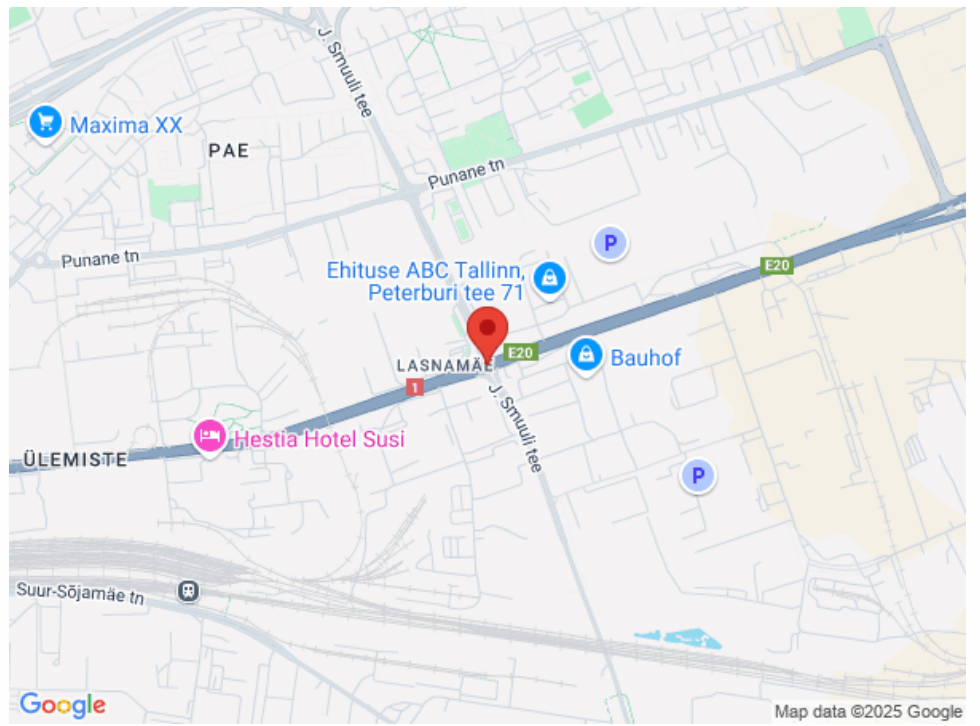 J. Smuuli tee
Maxima XX
PAE
Punane tn
P
Punane tn
E20
Ehituse ABC Tallinn,
Peterburi tee 71
E20
Bauhof
LASNAMÄE
1
J. Smuuli tee
Hestia Hotel Susi
ÜLEMISTE
P
Suur-Sõjamäe tn
Google
Map data ©2025 Google